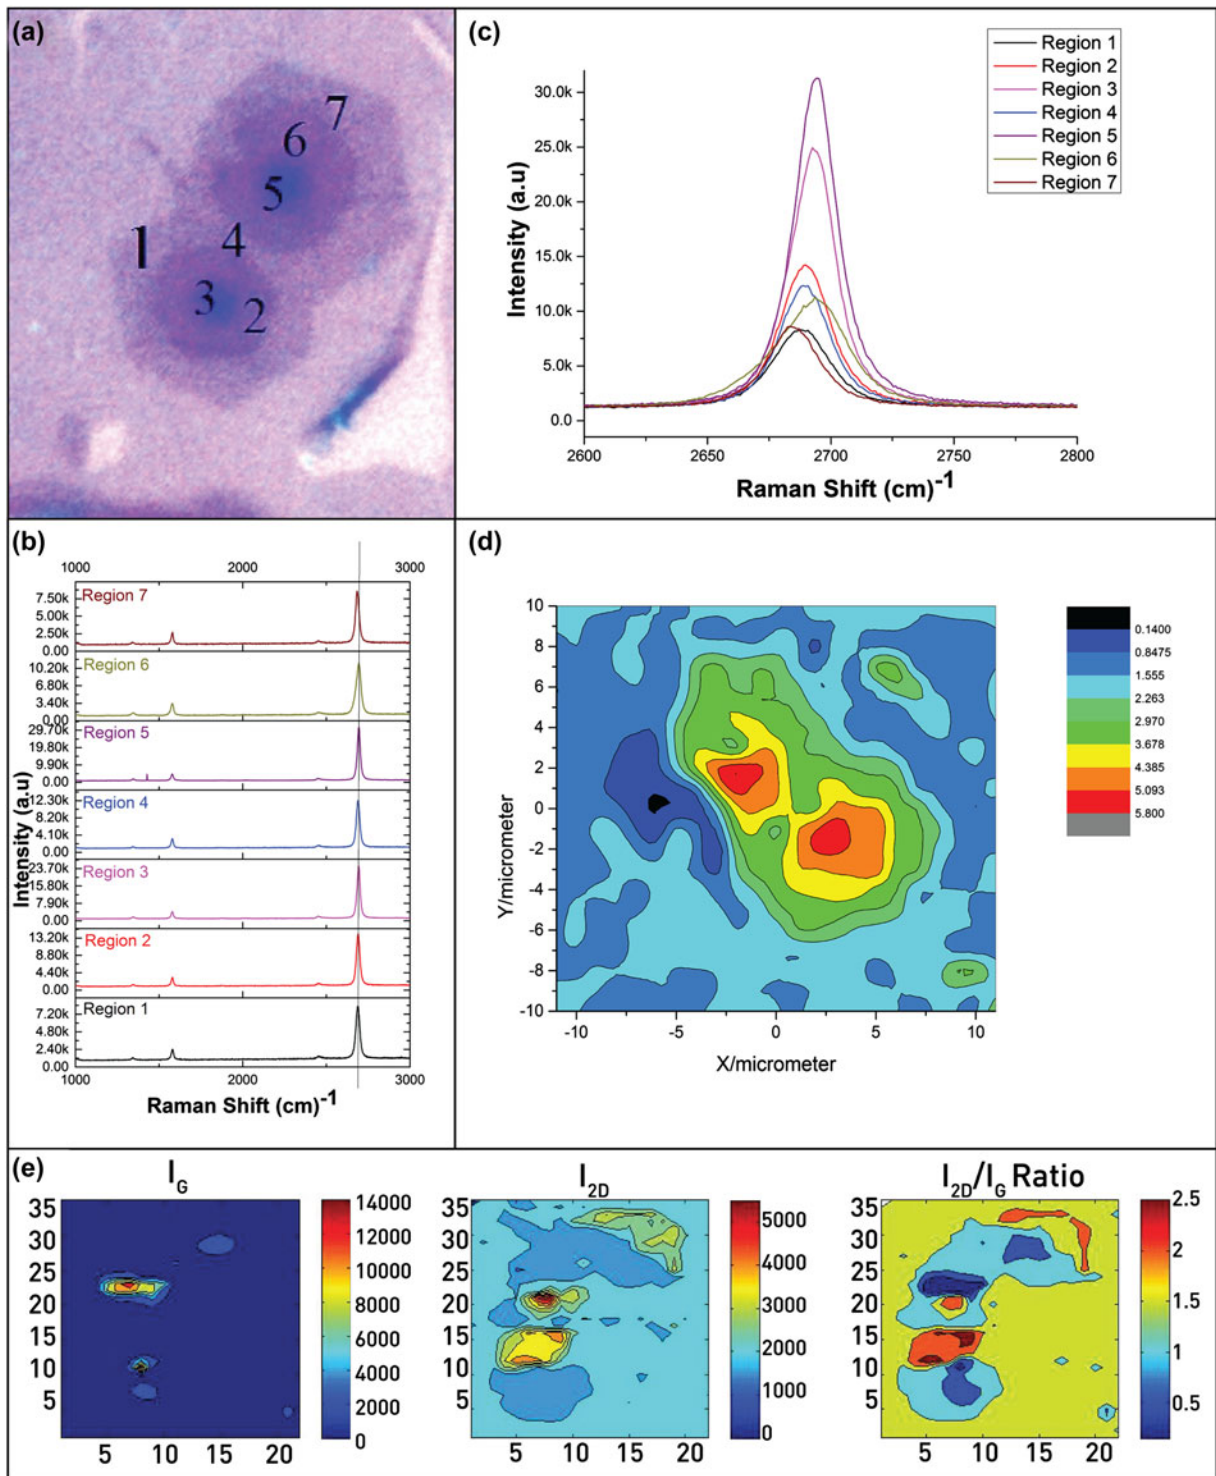 (a)
7
6
5
4
1
3
2
(c)
Region 1
Region 2
Region 3
Region 4
Region 5
Region 6
Region 7
Intensity (a.u)
30.0k
25.0k
20.0k
15.0k
10.0k
5.0k
0.0
2600 2650 2700 2750 2800
Raman Shift (cm)-1
(b)
1000 2000 3000
Intensity (a.u)
Region 7
7.50k
5.00k
2.50k
0.00
Region 6
10.20k
6.80k
3.40k
0.00
Region 5
29.70k
19.80k
9.90k
0.00
Region 4
12.30k
8.20k
4.10k
0.00
Region 3
23.70k
15.80k
7.90k
0.00
Region 2
13.20k
8.80k
4.40k
0.00
Region 1
7.20k
4.80k
2.40k
0.00
1000 2000 3000
Raman Shift (cm)-1
(d)
Y/micrometer
10
8
6
4
2
0
-2
-4
-6
-8
-10
-10 -5 0 5 10
X/micrometer
0.1400
0.8475
1.555
2.263
2.970
3.678
4.385
5.093
5.800
(e)
IG
35
30
25
20
15
10
5
5 10 15 20
14000
12000
10000
8000
6000
4000
2000
0
I2D
35
30
25
20
15
10
5
5 10 15 20
5000
4000
3000
2000
1000
0
I2D/IG Ratio
35
30
25
20
15
10
5
5 10 15 20
2.5
2
1.5
1
0.5